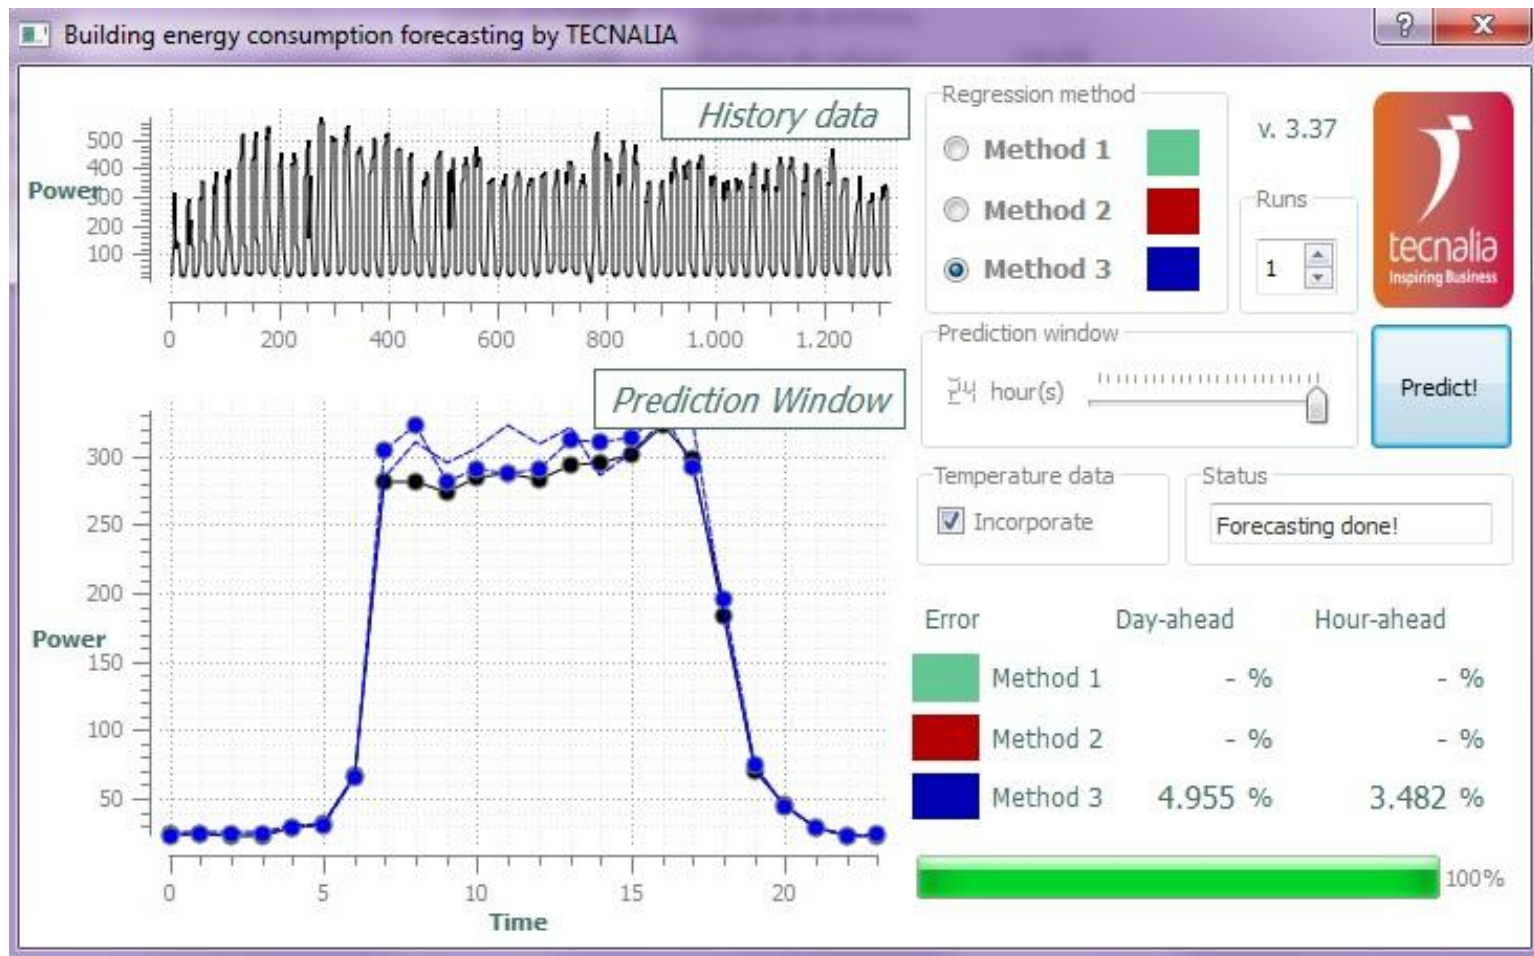 Building energy consumption forecasting by TECNALIA
History data
Power
500
400
300
200
100
0 200 400 600 800 1.000 1.200
Prediction Window
Power
300
250
200
150
100
50
0 5 10 15 20
Time
Regression method
Method 1
Method 2
Method 3
v. 3.37
Runs
1
tecnalia
Inspiring Business
Prediction window
24 hour(s)
Predict!
Temperature data
Incorporate
Status
Forecasting done!
Error Day-ahead Hour-ahead
Method 1 - % - %
Method 2 - % - %
Method 3 4.955 % 3.482 %
100%